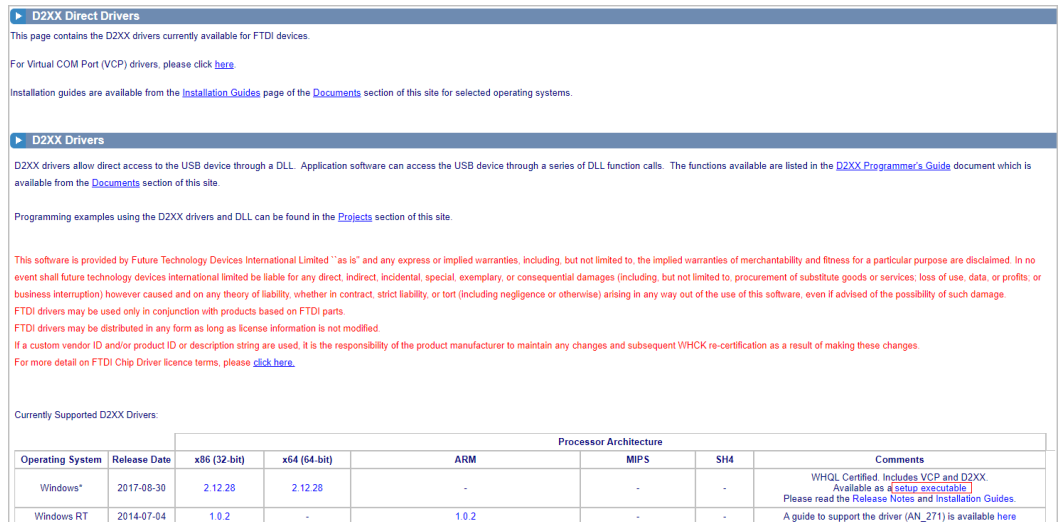 D2XX Direct Drivers
This page contains the D2XX drivers currently available for FTDI devices.
For Virtual COM Port (VCP) drivers, please click here.
Installation guides are available from the Installation Guides page of the Documents section of this site for selected operating systems.
D2XX Drivers
D2XX drivers allow direct access to the USB device through a DLL. Application software can access the USB device through a series of DLL function calls. The functions available are listed in the D2XX Programmer's Guide document which is
available from the Documents section of this site.
Programming examples using the D2XX drivers and DLL can be found in the Projects section of this site.
This software is provided by Future Technology Devices International Limited ``as is'' and any express or implied warranties, including, but not limited to, the implied warranties of merchantability and fitness for a particular purpose are disclaimed. In no
event shall future technology devices international limited be liable for any direct, indirect, incidental, special, exemplary, or consequential damages (including, but not limited to, procurement of substitute goods or services; loss of use, data, or profits; or
business interruption) however caused and on any theory of liability, whether in contract, strict liability, or tort (including negligence or otherwise) arising in any way out of the use of this software, even if advised of the possibility of such damage.
FTDI drivers may be used only in conjunction with products based on FTDI parts.
FTDI drivers may be distributed in any form as long as license information is not modified.
If a custom vendor ID and/or product ID or description string are used, it is the responsibility of the product manufacturer to maintain any changes and subsequent WHCK re-certification as a result of making these changes.
For more detail on FTDI Chip Driver licence terms, please click here.
Currently Supported D2XX Drivers:
Processor Architecture
Operating System Release Date x86 (32-bit) x64 (64-bit) ARM MIPS SH4 Comments
WHQL Certified. Includes VCP and D2XX.
Windows* 2017-08-30 2.12.28 2.12.28 - - - Available as a setup executable
Please read the Release Notes and Installation Guides.
Windows RT 2014-07-04 1.0.2 - 1.0.2 - - A guide to support the driver (AN_271) is available here